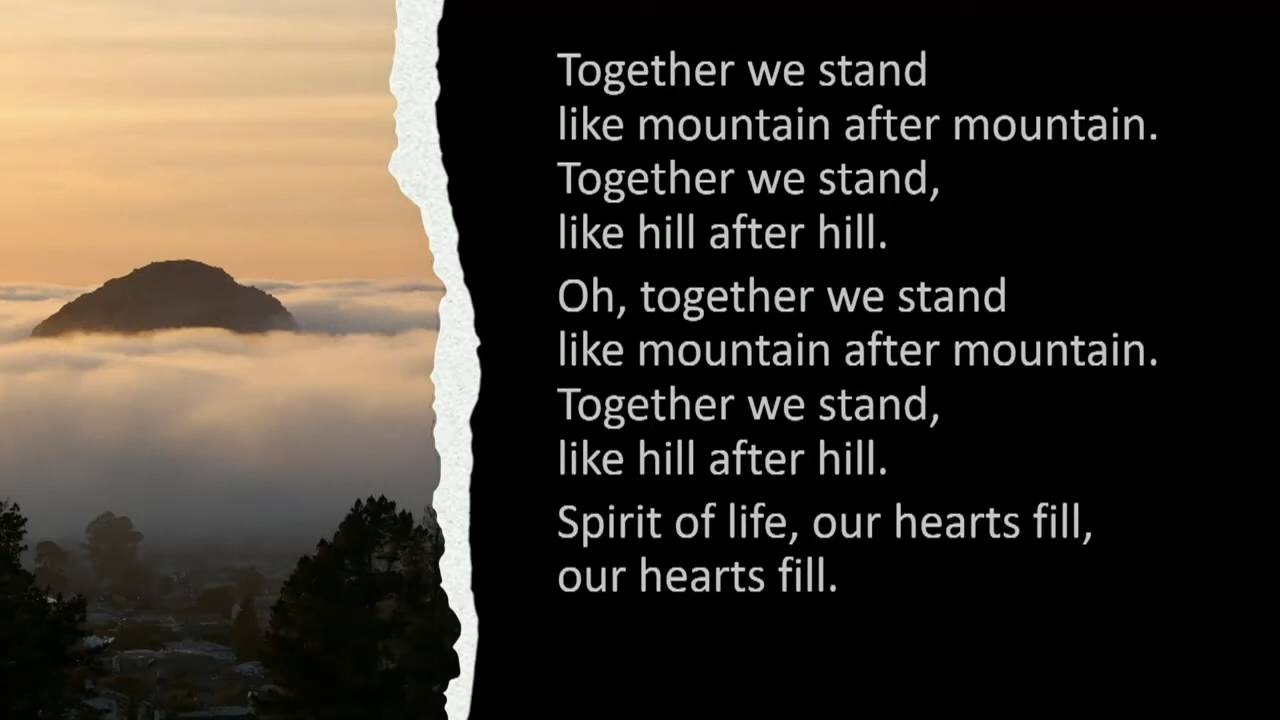 Together we stand
like mountain after mountain.
Together we stand,
like hill after hill.
Oh, together we stand
like mountain after mountain.
Together we stand,
like hill after hill.
Spirit of life, our hearts fill,
our hearts fill.